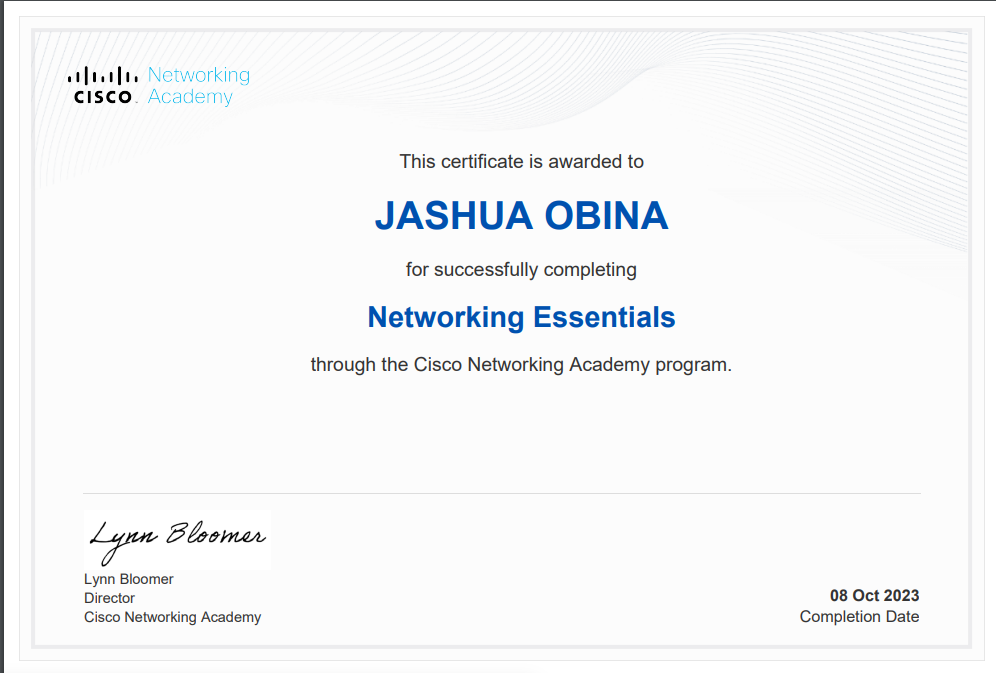 Networking
CISCO. Academy
This certificate is awarded to
JASHUA OBINA
for successfully completing
Networking Essentials
through the Cisco Networking Academy program.
Lynn Bloomer
Lynn Bloomer
Director
Cisco Networking Academy
08 Oct 2023
Completion Date